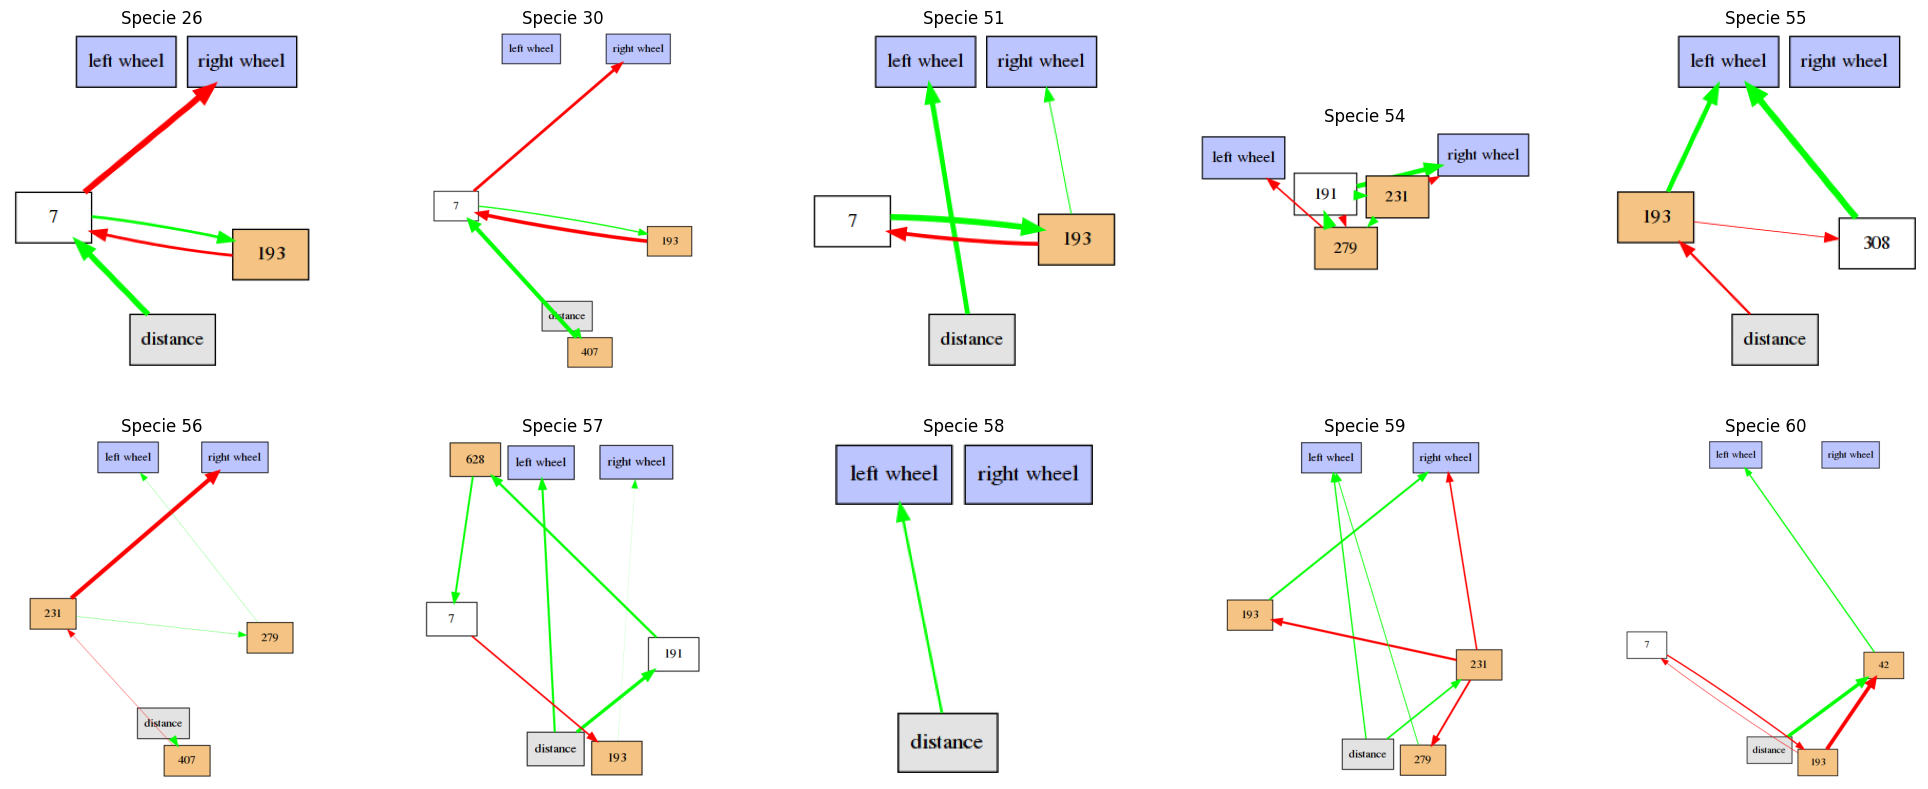 Specie 26
left wheel
right wheel
7
193
distance
Specie 30
left wheel
right wheel
7
193
distance
407
Specie 51
left wheel
right wheel
7
193
distance
Specie 54
left wheel
right wheel
191
231
279
Specie 55
left wheel
right wheel
193
308
distance
Specie 56
left wheel
right wheel
231
279
distance
407
Specie 57
628
left wheel
right wheel
7
191
distance
193
Specie 58
left wheel
right wheel
distance
Specie 59
left wheel
right wheel
193
231
distance
279
Specie 60
left wheel
right wheel
7
42
distance
193